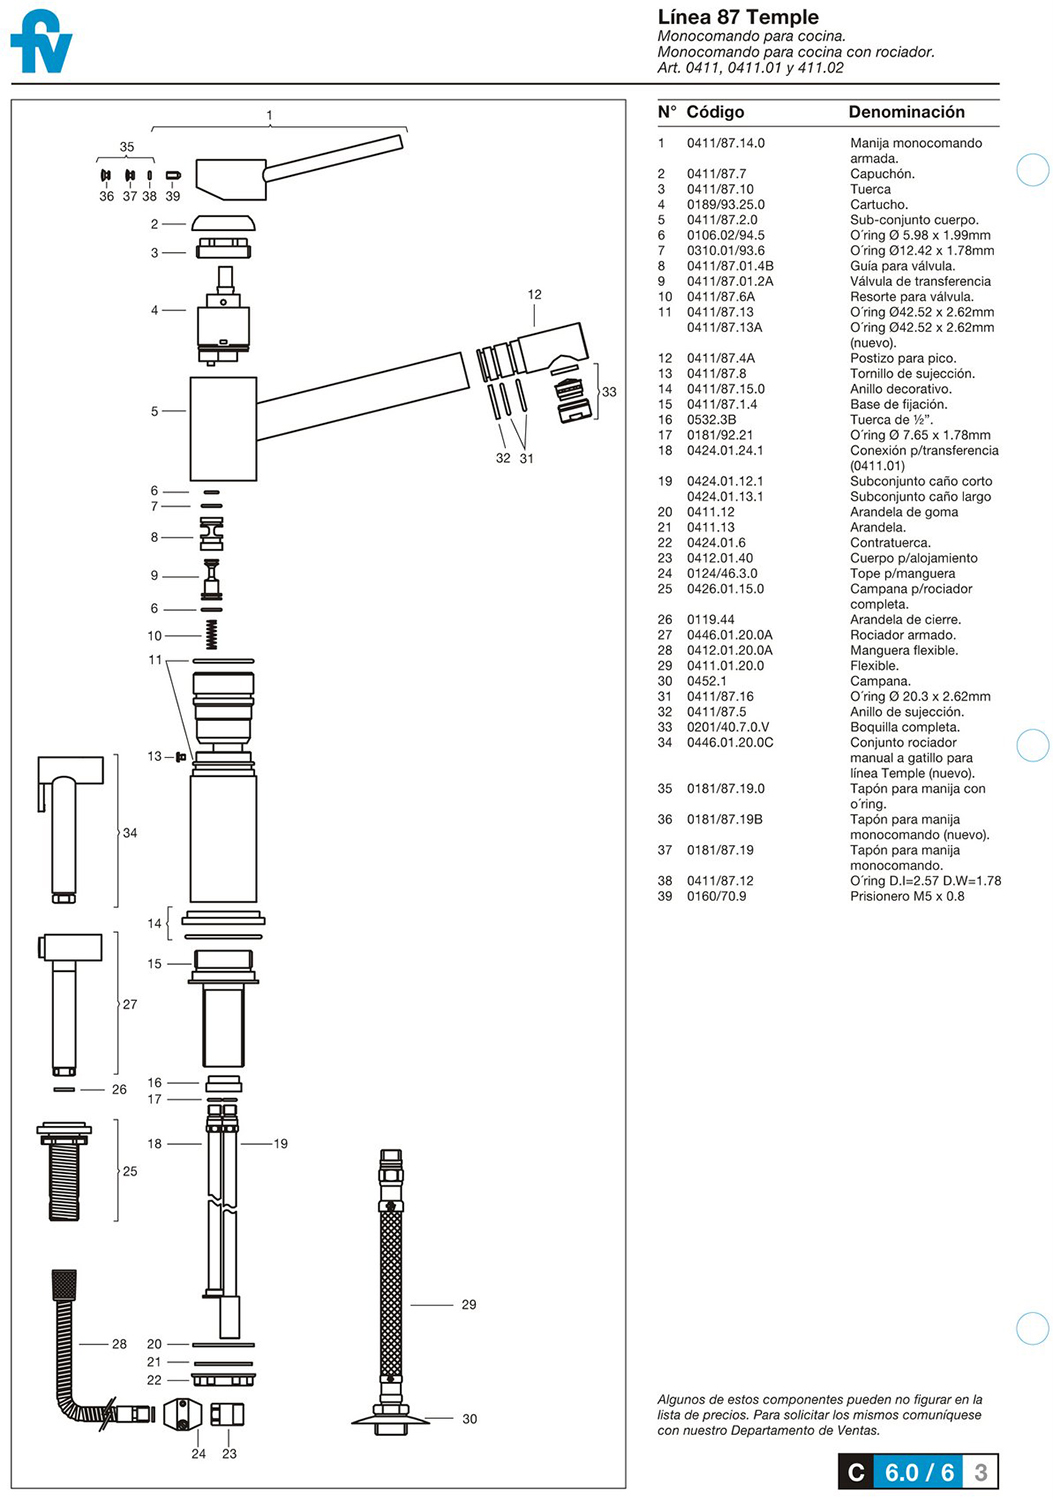 fv
Línea 87 Temple
Monocomando para cocina.
Monocomando para cocina con rociador.
Art. 0411, 0411.01 y 411.02
N° Código Denominación
1 0411/87.14.0 Manija monocomando
armada.
2 0411/87.7 Capuchón.
3 0411/87.10 Tuerca
4 0189/93.25.0 Cartucho.
5 0411/87.2.0 Sub-conjunto cuerpo.
6 0106.02/94.5 O´ring Ø 5.98 x 1.99mm
7 0310.01/93.6 O´ring Ø12.42 x 1.78mm
8 0411/87.01.4B Guía para válvula.
9 0411/87.01.2A Válvula de transferencia
10 0411/87.6A Resorte para válvula.
11 0411/87.13 O´ring Ø42.52 x 2.62mm
0411/87.13A O´ring Ø42.52 x 2.62mm
(nuevo).
12 0411/87.4A Postizo para pico.
13 0411/87.8 Tornillo de sujección.
14 0411/87.15.0 Anillo decorativo.
15 0411/87.1.4 Base de fijación.
16 0532.3B Tuerca de ½”.
17 0181/92.21 O´ring Ø 7.65 x 1.78mm
18 0424.01.24.1 Conexión p/transferencia
(0411.01)
19 0424.01.12.1 Subconjunto caño corto
0424.01.13.1 Subconjunto caño largo
20 0411.12 Arandela de goma
21 0411.13 Arandela.
22 0424.01.6 Contratuerca.
23 0412.01.40 Cuerpo p/alojamiento
24 0124/46.3.0 Tope p/manguera
25 0426.01.15.0 Campana p/rociador
completa.
26 0119.44 Arandela de cierre.
27 0446.01.20.0A Rociador armado.
28 0412.01.20.0A Manguera flexible.
29 0411.01.20.0 Flexible.
30 0452.1 Campana.
31 0411/87.16 O´ring Ø 20.3 x 2.62mm
32 0411/87.5 Anillo de sujección.
33 0201/40.7.0.V Boquilla completa.
34 0446.01.20.0C Conjunto rociador
manual a gatillo para
línea Temple (nuevo).
35 0181/87.19.0 Tapón para manija con
o´ring.
36 0181/87.19B Tapón para manija
monocomando (nuevo).
37 0181/87.19 Tapón para manija
monocomando.
38 0411/87.12 O´ring D.I=2.57 D.W=1.78
39 0160/70.9 Prisionero M5 x 0.8
1
35
36 37 38 39
2
3
4
12
5
33
32 31
6
7
8
9
6
10
11
13
34
14
15
27
26
16
17
18 19
25
29
28
20
21
22
30
24 23
Algunos de estos componentes pueden no figurar en la
lista de precios. Para solicitar los mismos comuníquese
con nuestro Departamento de Ventas.
C 6.0 / 6 3